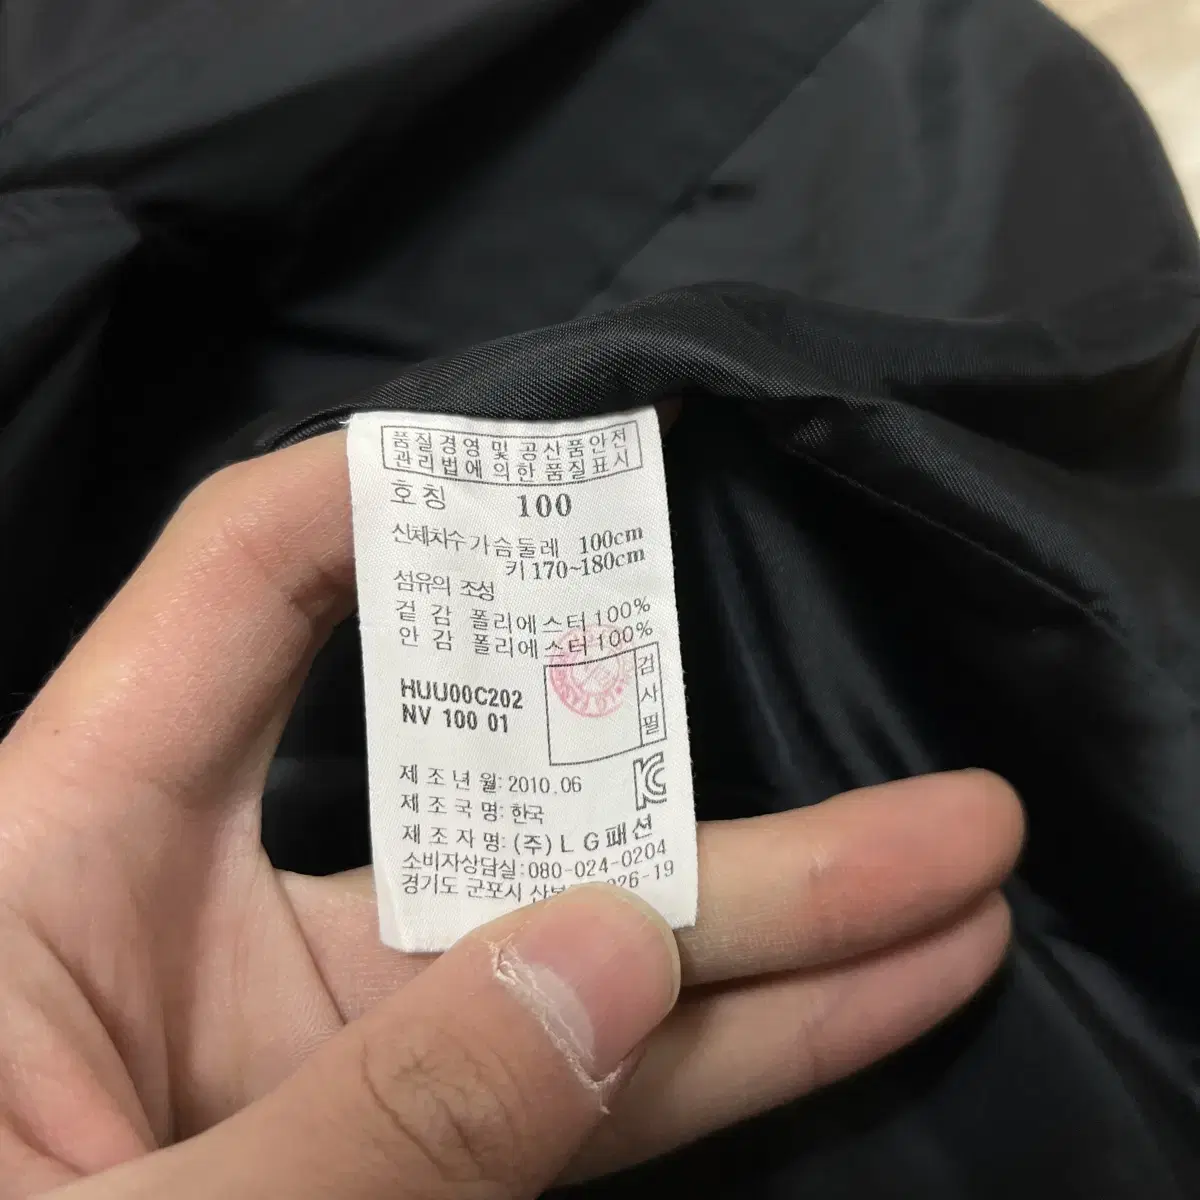 품질경영 및 공산품안전
관리법에 의한 품질표시
호칭 100
신체치수 가슴둘레 100cm
키 170~180cm
섬유의 조성
겉 감 폴리에스터 100%
안 감 폴리에스터 100%
검사필
HUU00C202
NV 100 01
제 조 년 월: 2010.06
제 조 국 명: 한국
제 조 자 명: (주) L G 패션
소비자상담실: 080-024-0204
경기도 군포시 26-19